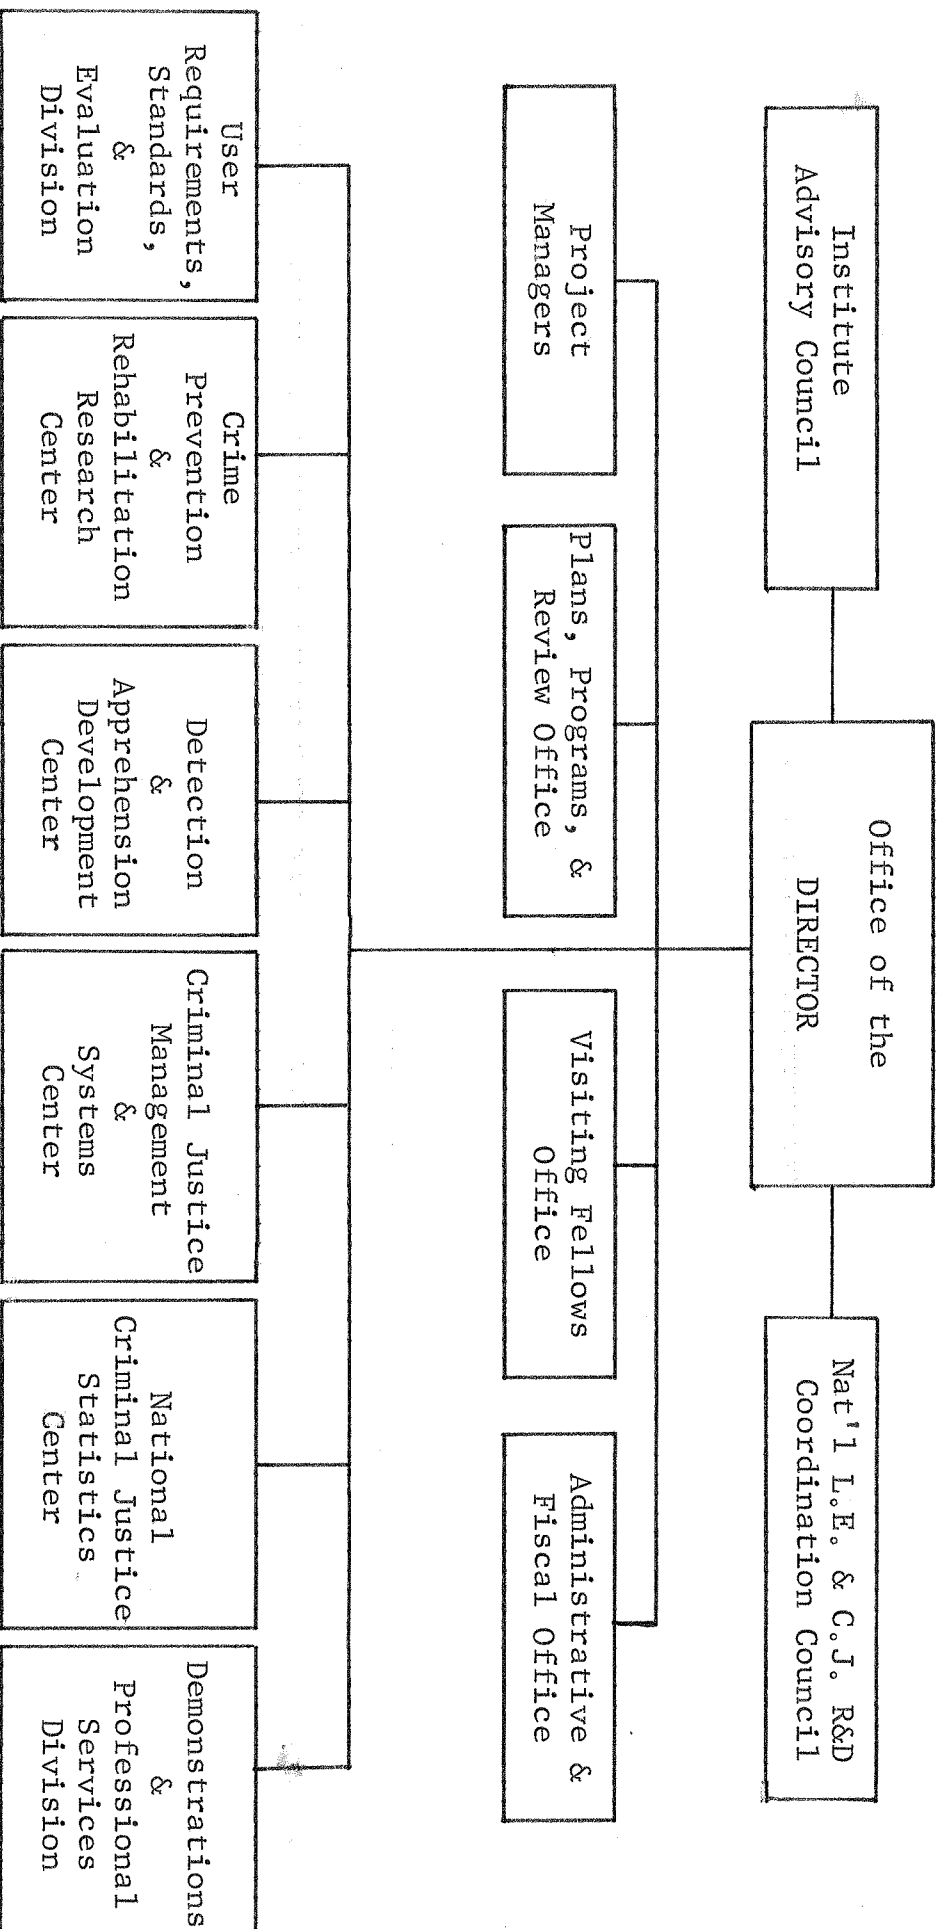 Office of the
DIRECTOR
Institute
Advisory Council
Nat'l L.E. & C.J. R&D
Coordination Council
Project
Managers
Plans, Programs, &
Review Office
Visiting Fellows
Office
Administrative &
Fiscal Office
User
Requirements,
Standards,
&
Evaluation
Division
Crime
Prevention
&
Rehabilitation
Research
Center
Detection
&
Apprehension
Development
Center
Criminal Justice
Management
&
Systems
Center
National
Criminal Justice
Statistics
Center
Demonstrations
&
Professional
Services
Division